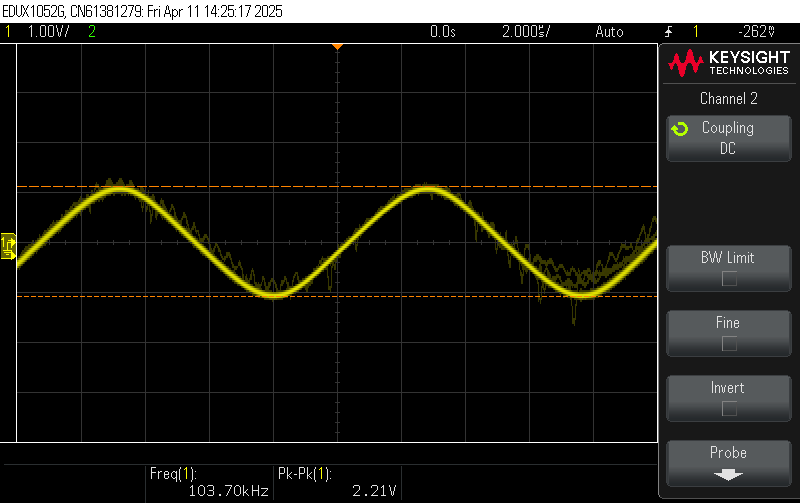 EDUX1052G, CN61381279: Fri Apr 11 14:25:17 2025
1 1.00V/ 2 0.0s 2.000s/ Auto 1 -262V
KEYSIGHT
TECHNOLOGIES
Channel 2
Coupling
DC
1
BW Limit
Fine
Invert
Probe
Freq(1): Pk-Pk(1):
103.70kHz 2.21V